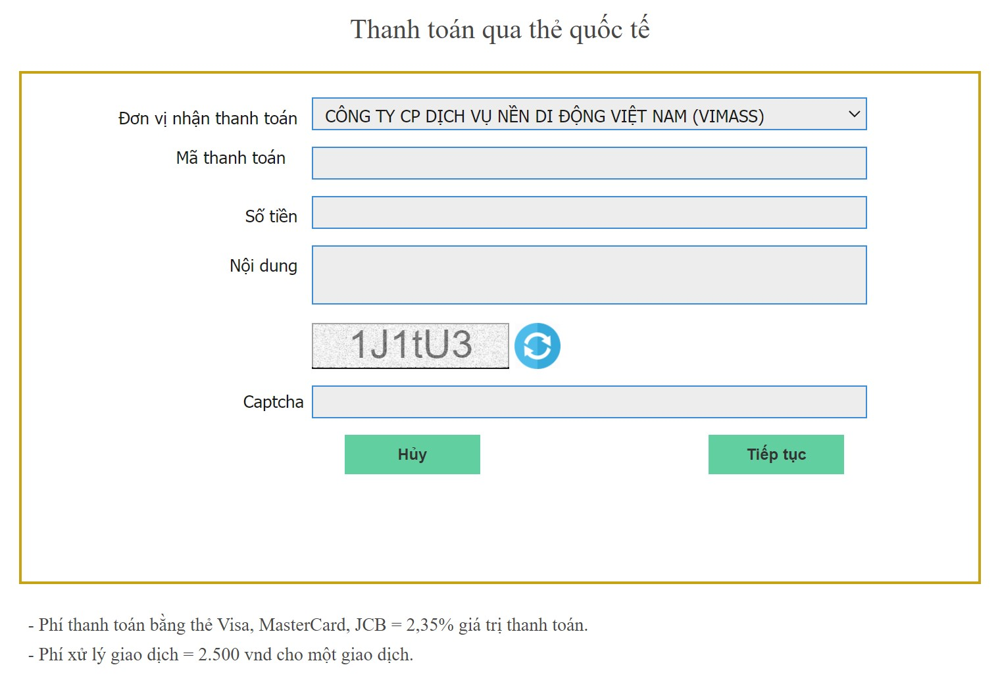 Thanh toán qua thẻ quốc tế
Đơn vị nhận thanh toán
CÔNG TY CP DỊCH VỤ NỀN DI ĐỘNG VIỆT NAM (VIMASS)
Mã thanh toán
Số tiền
Nội dung
1J1tU3
Captcha
Hủy
Tiếp tục
- Phí thanh toán bằng thẻ Visa, MasterCard, JCB = 2,35% giá trị thanh toán.
- Phí xử lý giao dịch = 2.500 vnd cho một giao dịch.